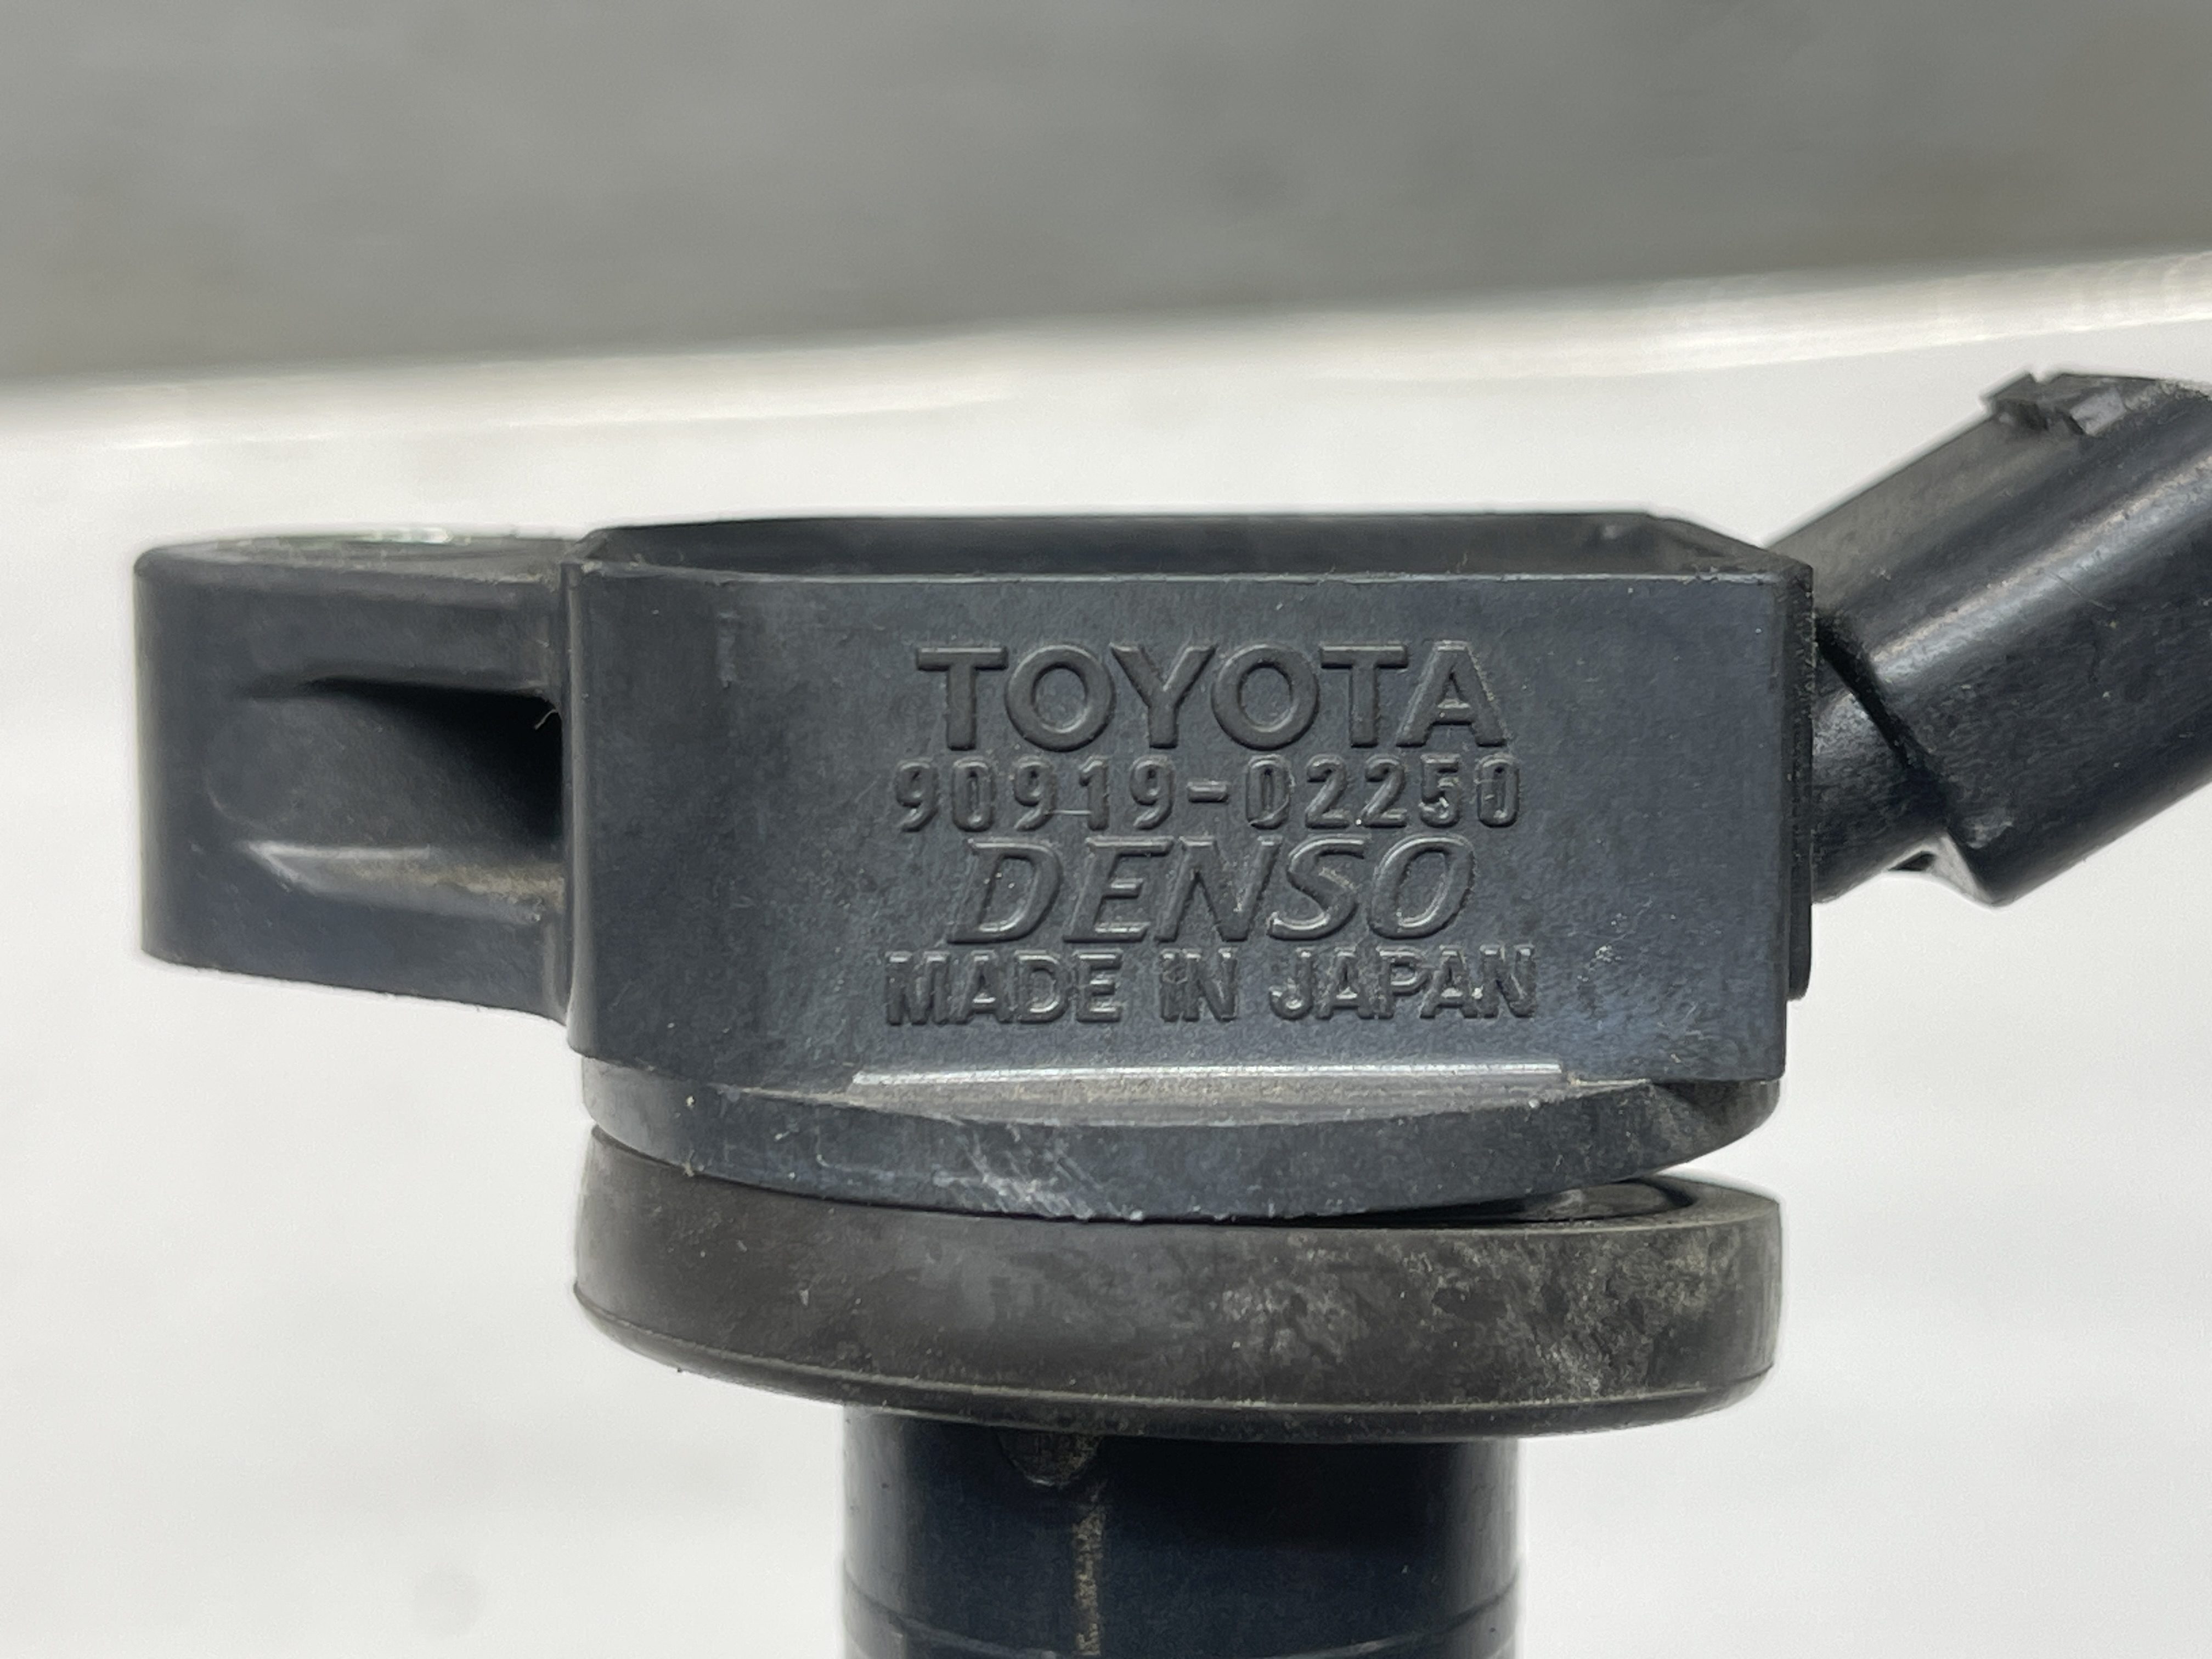 TOYOTA
90919-02250
DENSO
MADE IN JAPAN